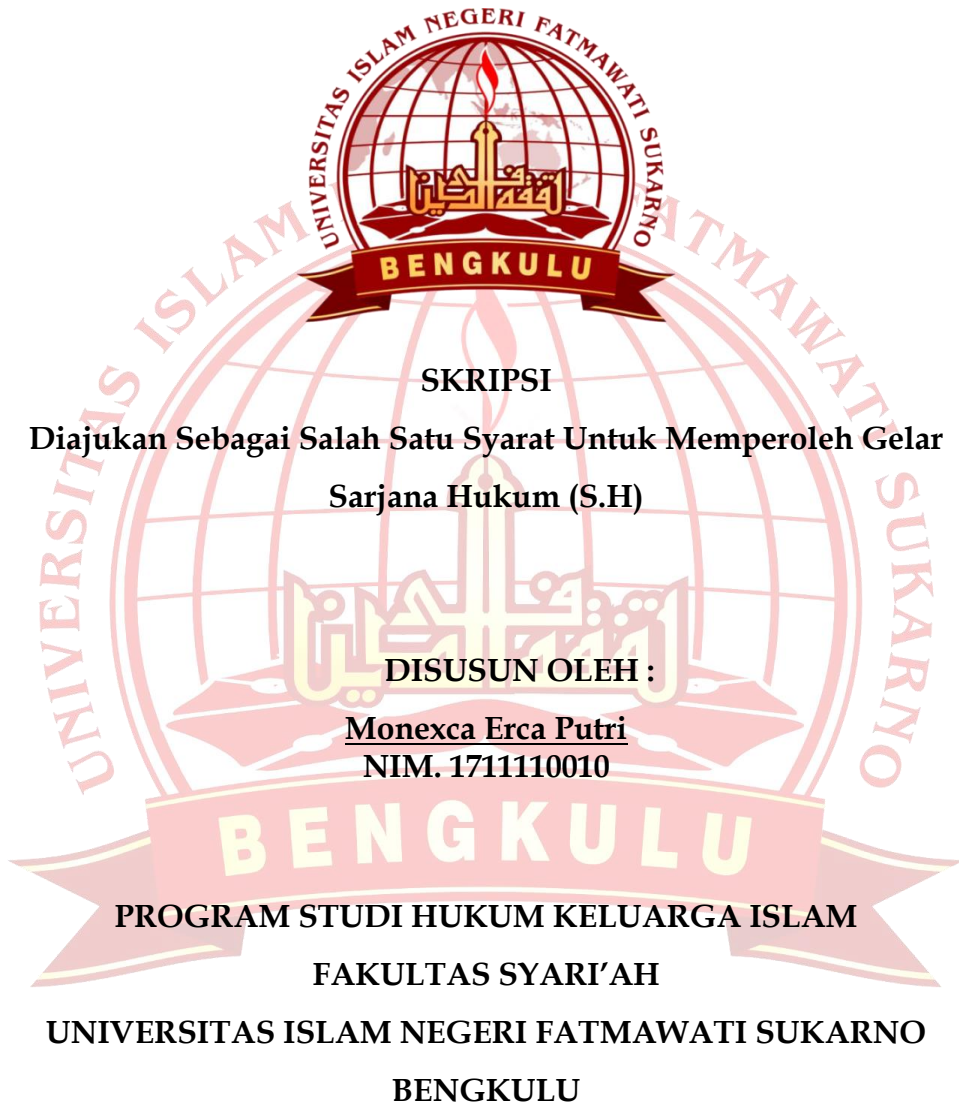 UNIVERSITAS ISLAM NEGERI FATMAWATI SUKARNO
BENGKULU
SKRIPSI
Diajukan Sebagai Salah Satu Syarat Untuk Memperoleh Gelar
Sarjana Hukum (S.H)
DISUSUN OLEH :
Monexca Erca Putri
NIM. 1711110010
PROGRAM STUDI HUKUM KELUARGA ISLAM
FAKULTAS SYARI’AH
UNIVERSITAS ISLAM NEGERI FATMAWATI SUKARNO
BENGKULU